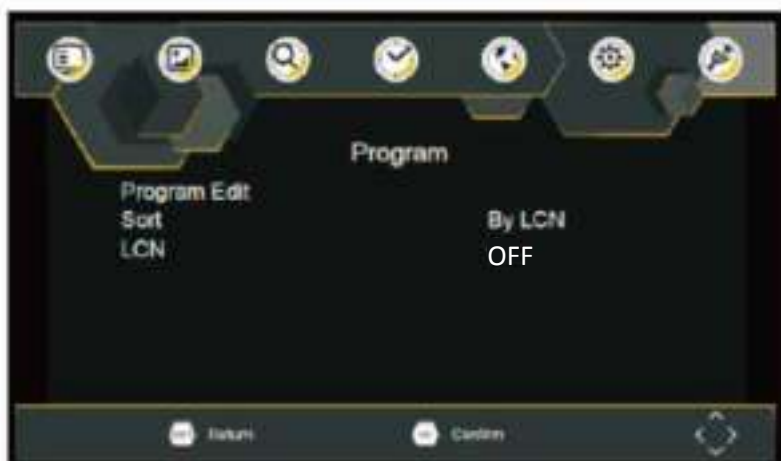 Program
Program Edit
Sort By LCN
LCN OFF
Return Confirm